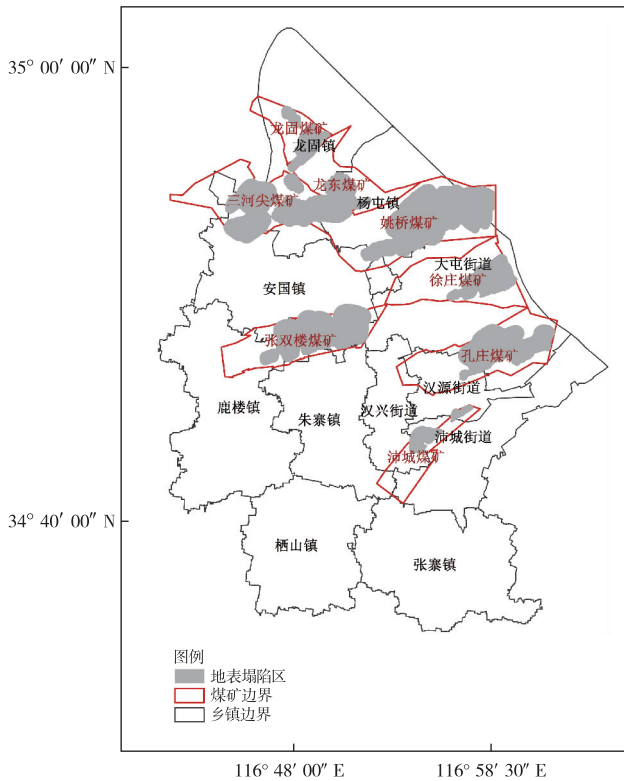 35° 00′ 00″ N
龙固煤矿
龙固镇
龙东煤矿
三河尖煤矿
杨屯镇
姚桥煤矿
大屯街道
徐庄煤矿
安国镇
张双楼煤矿
孔庄煤矿
汉源街道
鹿楼镇
汉兴街道
朱寨镇
沛城街道
沛城煤矿
34° 40′ 00″ N
栖山镇
张寨镇
图例
地表塌陷区
煤矿边界
乡镇边界
116° 48′ 00″ E
116° 58′ 30″ E